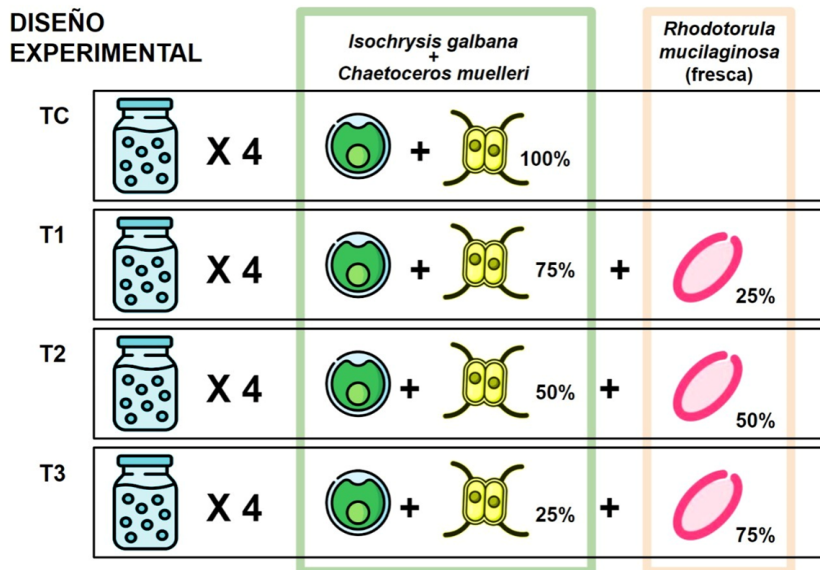 DISEÑO
EXPERIMENTAL
Isochrysis galbana
+
Chaetoceros muelleri
Rhodotorula
mucilaginosa
(fresca)
TC
X 4
+
100%
T1
X 4
+
75%
+
25%
T2
X 4
+
50%
+
50%
T3
X 4
+
25%
+
75%